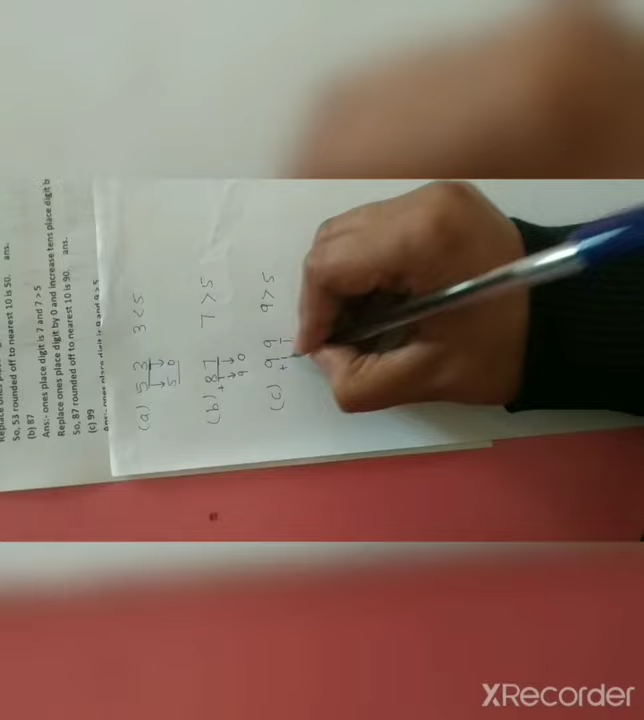 So, 53 rounded off to nearest 10 is 50. ans.
(b) 87
Ans:- ones place digit is 7 and 7 > 5
Replace ones place digit by 0 and increase tens place digit b
So, 87 rounded off to nearest 10 is 90. ans.
(c) 99
(a) 53 3 < 5
50
(b) 87 7 > 5
+1
90
(c) 99 9 > 5
+1
XRecorder